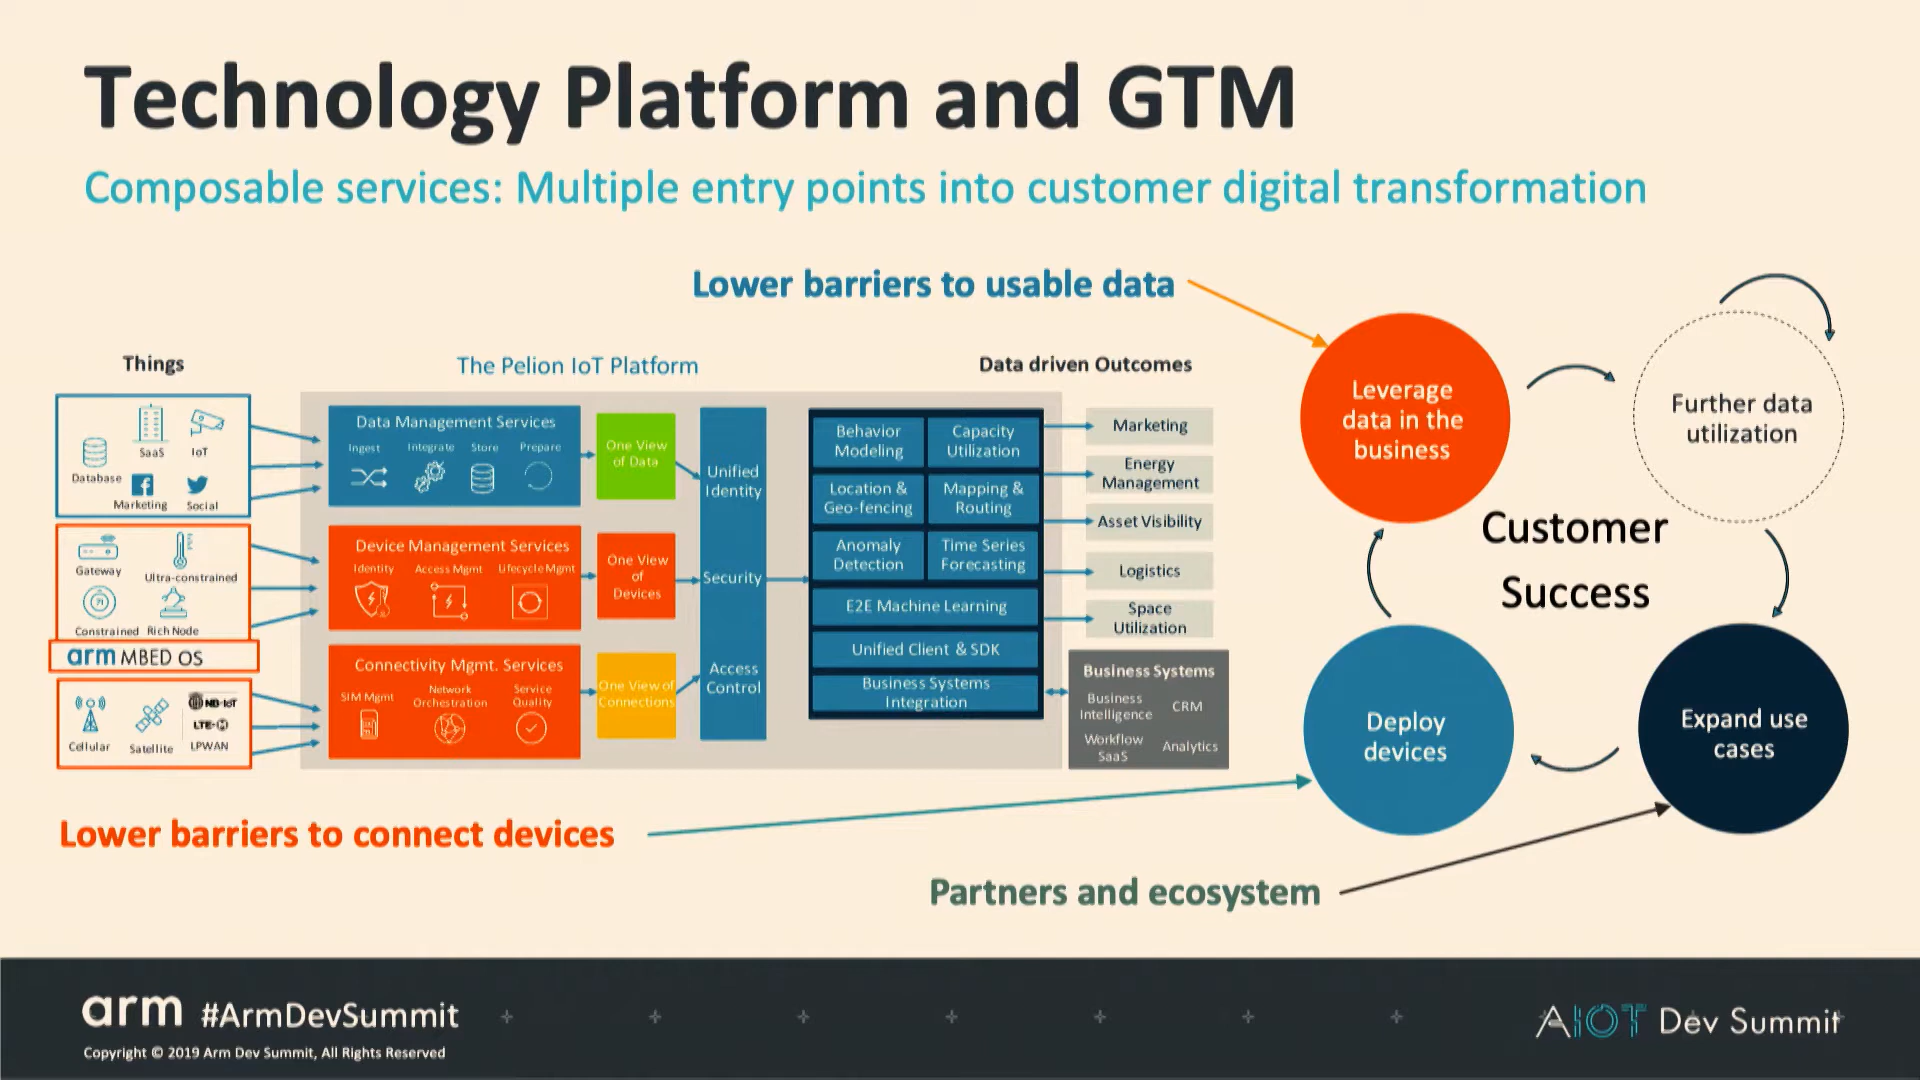 Technology Platform and GTM
Composable services: Multiple entry points into customer digital transformation
Lower barriers to usable data
Things
The Pelion IoT Platform
Data driven Outcomes
Database
SaaS
IoT
Marketing
Social
Gateway
Ultra-constrained
Constrained
Rich Node
arm MBED OS
Cellular
Satellite
NB-IoT
LTE-M
LPWAN
Data Management Services
Ingest
Integrate
Store
Prepare
Device Management Services
Identity
Access Mgmt
Lifecycle Mgmt
Connectivity Mgmt. Services
SIM Mgmt
Network
Orchestration
Service
Quality
One View
of Data
One View
of
Devices
One View of
Connections
Unified
Identity
Security
Access
Control
Behavior
Modeling
Capacity
Utilization
Location &
Geo-fencing
Mapping &
Routing
Anomaly
Detection
Time Series
Forecasting
E2E Machine Learning
Unified Client & SDK
Business Systems
Integration
Marketing
Energy
Management
Asset Visibility
Logistics
Space
Utilization
Business Systems
Business
Intelligence
CRM
Workflow
SaaS
Analytics
Leverage
data in the
business
Further data
utilization
Customer
Success
Deploy
devices
Expand use
cases
Lower barriers to connect devices
Partners and ecosystem
arm #ArmDevSummit
Copyright © 2019 Arm Dev Summit, All Rights Reserved
AIOT Dev Summit